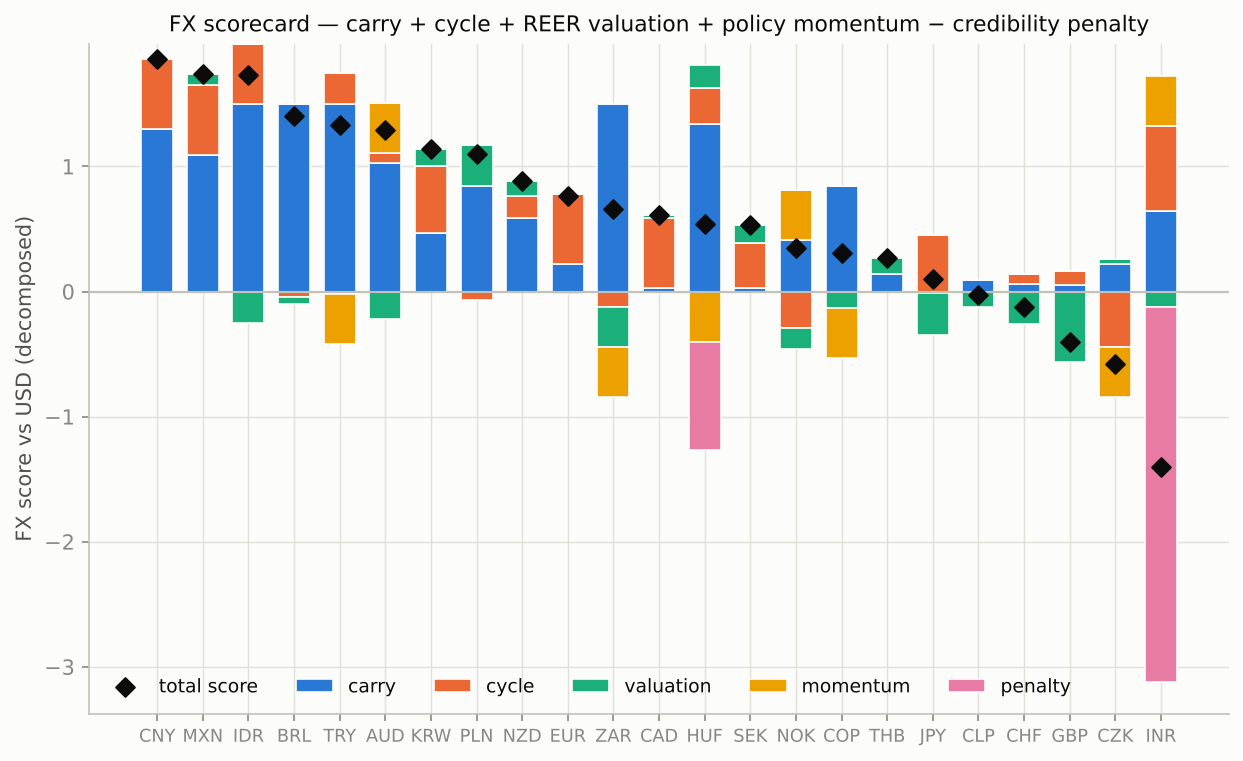 FX scorecard — carry + cycle + REER valuation + policy momentum − credibility penalty
FX score vs USD (decomposed)
1
0
−1
−2
−3
total score carry cycle valuation momentum penalty
CNY MXN IDR BRL TRY AUD KRW PLN NZD EUR ZAR CAD HUF SEK NOK COP THB JPY CLP CHF GBP CZK INR